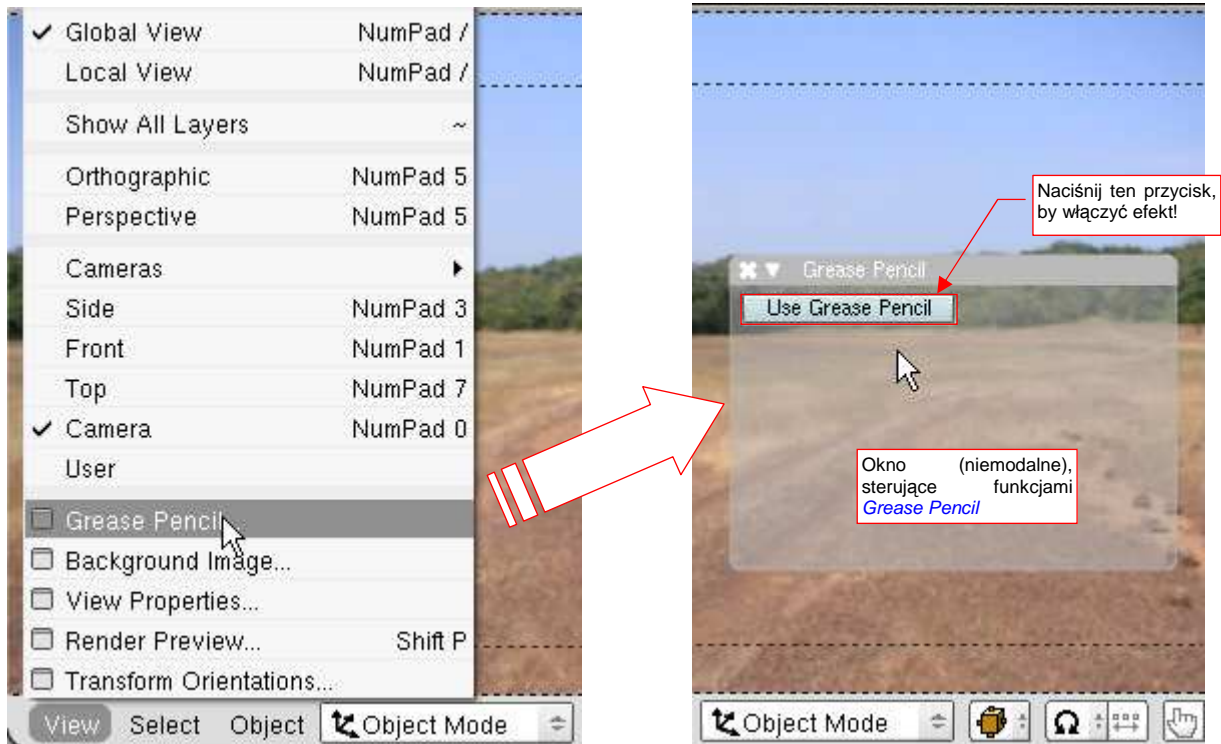 Global View NumPad /
Local View NumPad /
Show All Layers ~
Orthographic NumPad 5
Perspective NumPad 5
Cameras
Side NumPad 3
Front NumPad 1
Top NumPad 7
Camera NumPad 0
User
Grease Pencil...
Background Image...
View Properties...
Render Preview... Shift P
Transform Orientations...
View Select Object Object Mode
Naciśnij ten przycisk,
by włączyć efekt!
Grease Pencil
Use Grease Pencil
Okno (niemodalne),
sterujące funkcjami
Grease Pencil
Object Mode